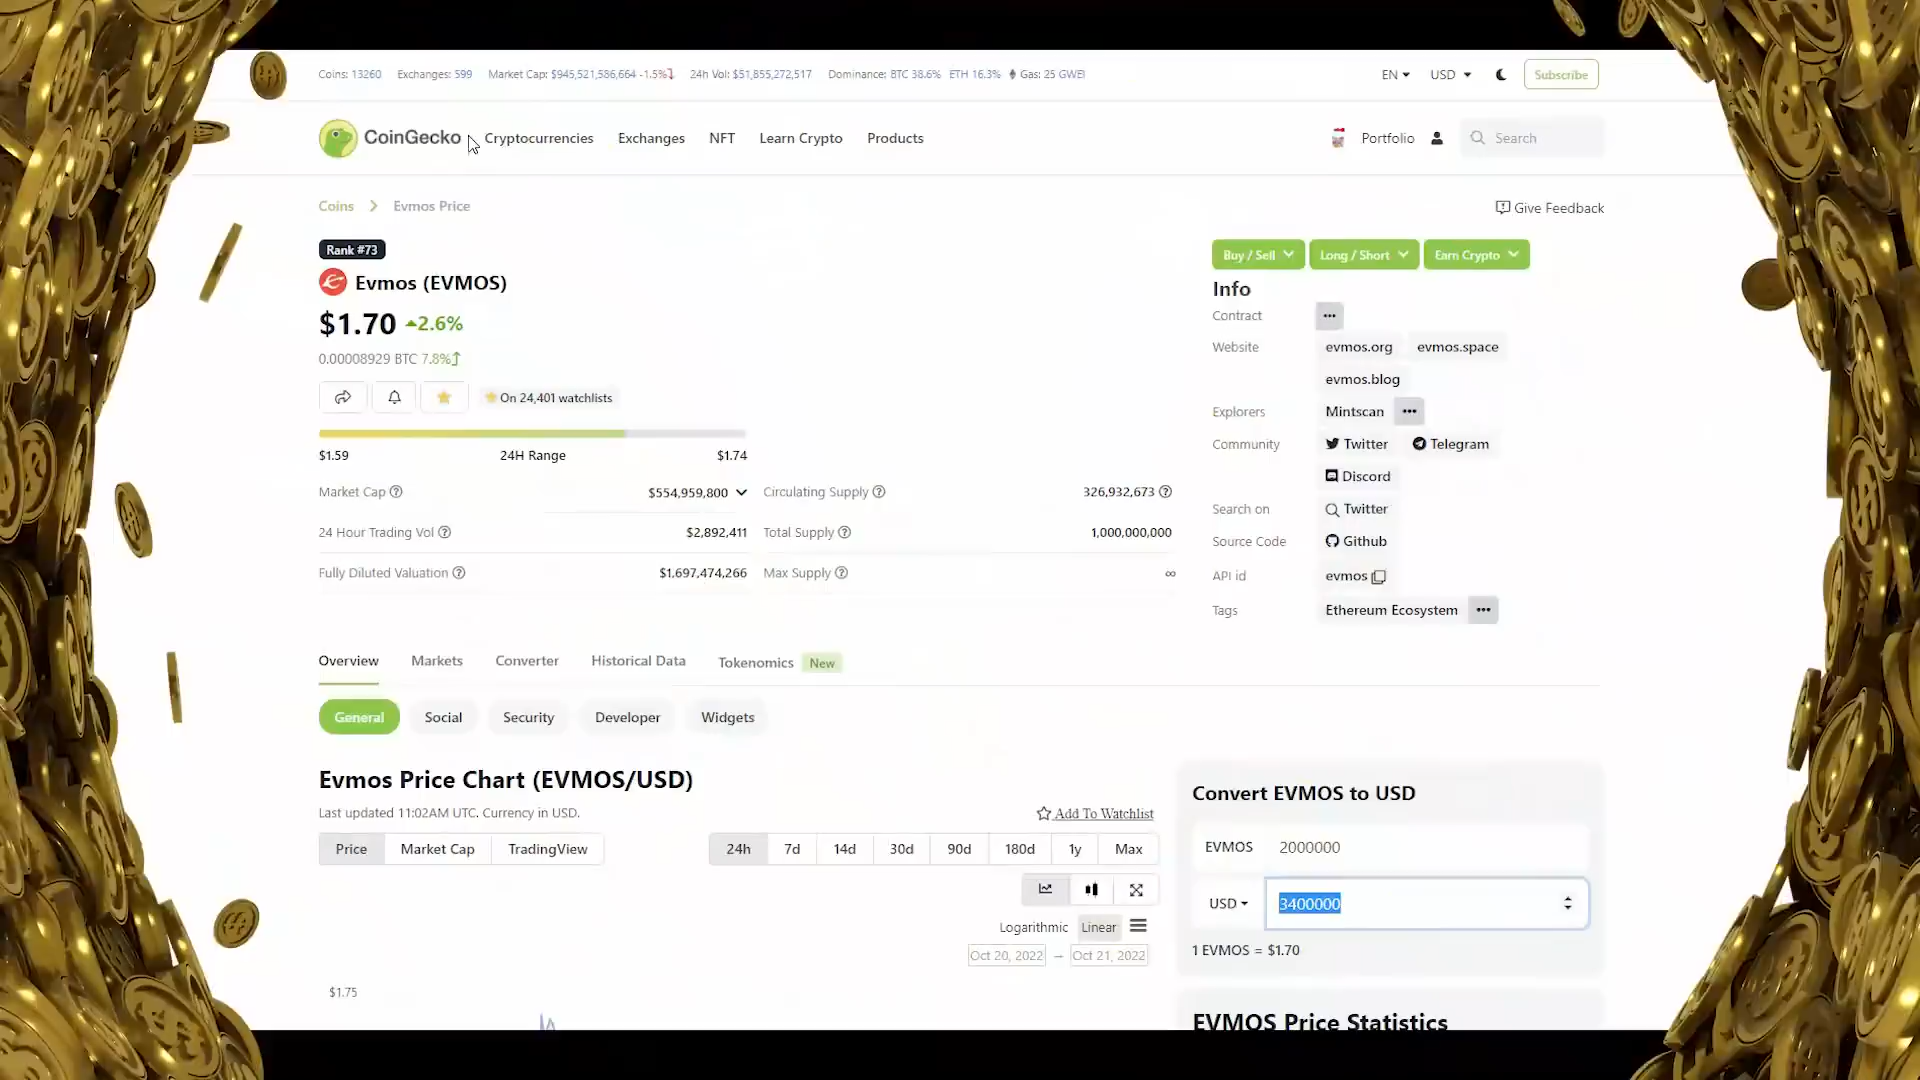 Coins: 13260 Exchanges: 599 Market Cap: $945,521,586,664 -1.5% 24h Vol: $51,855,272,517 Dominance: BTC 38.6% ETH 16.3% Gas: 25 GWEI EN USD Subscribe
CoinGecko Cryptocurrencies Exchanges NFT Learn Crypto Products Portfolio Search
Coins > Evmos Price Give Feedback
Rank #73
Evmos (EVMOS)
$1.70 2.6%
0.00008929 BTC 7.8%
On 24,401 watchlists
$1.59 24H Range $1.74
Market Cap $554,959,800 Circulating Supply 326,932,673
24 Hour Trading Vol $2,892,411 Total Supply 1,000,000,000
Fully Diluted Valuation $1,697,474,266 Max Supply ∞
Buy / Sell Long / Short Earn Crypto
Info
Contract ...
Website evmos.org evmos.space
evmos.blog
Explorers Mintscan ...
Community Twitter Telegram
Discord
Search on Twitter
Source Code Github
API id evmos
Tags Ethereum Ecosystem ...
Overview Markets Converter Historical Data Tokenomics New
General Social Security Developer Widgets
Evmos Price Chart (EVMOS/USD)
Last updated 11:02AM UTC. Currency in USD. Add To Watchlist
Price Market Cap TradingView 24h 7d 14d 30d 90d 180d 1y Max
Logarithmic Linear
Oct 20, 2022 → Oct 21, 2022
$1.75
Convert EVMOS to USD
EVMOS 2000000
USD 3400000
1 EVMOS = $1.70
EVMOS Price Statistics